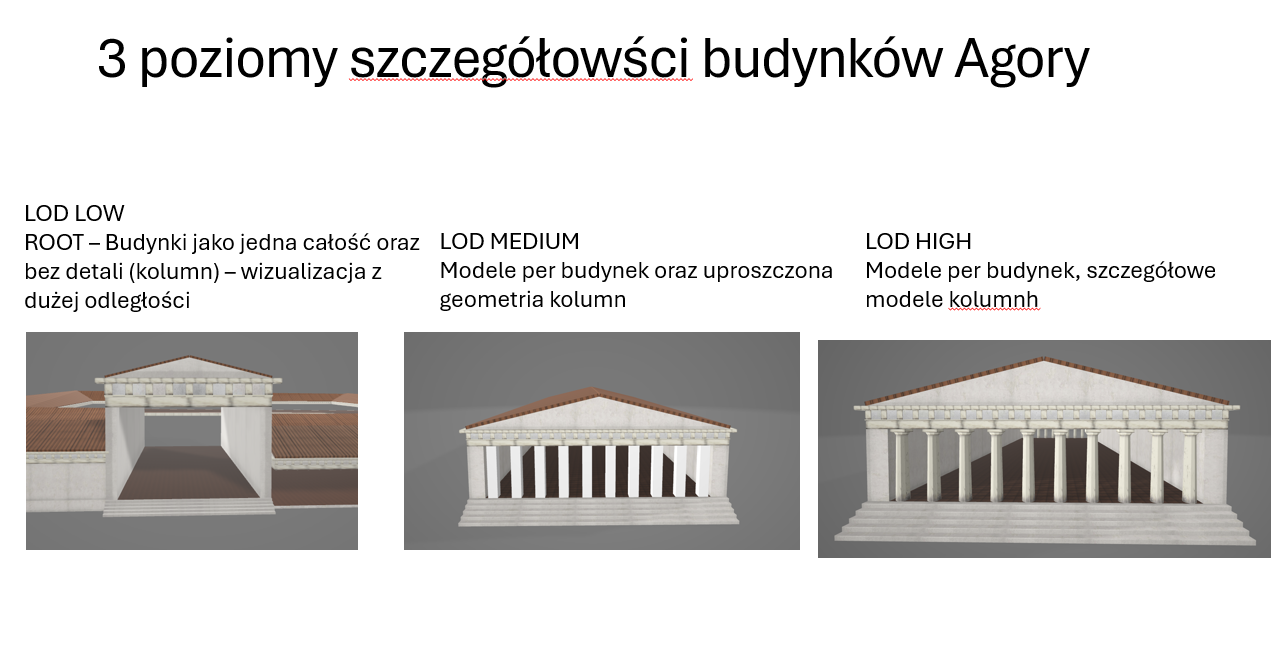 3 poziomy szczegółowści budynków Agory
LOD LOW
ROOT – Budynki jako jedna całość oraz
bez detali (kolumn) – wizualizacja z
dużej odległości
LOD MEDIUM
Modele per budynek oraz uproszczona
geometria kolumn
LOD HIGH
Modele per budynek, szczegółowe
modele kolumnh